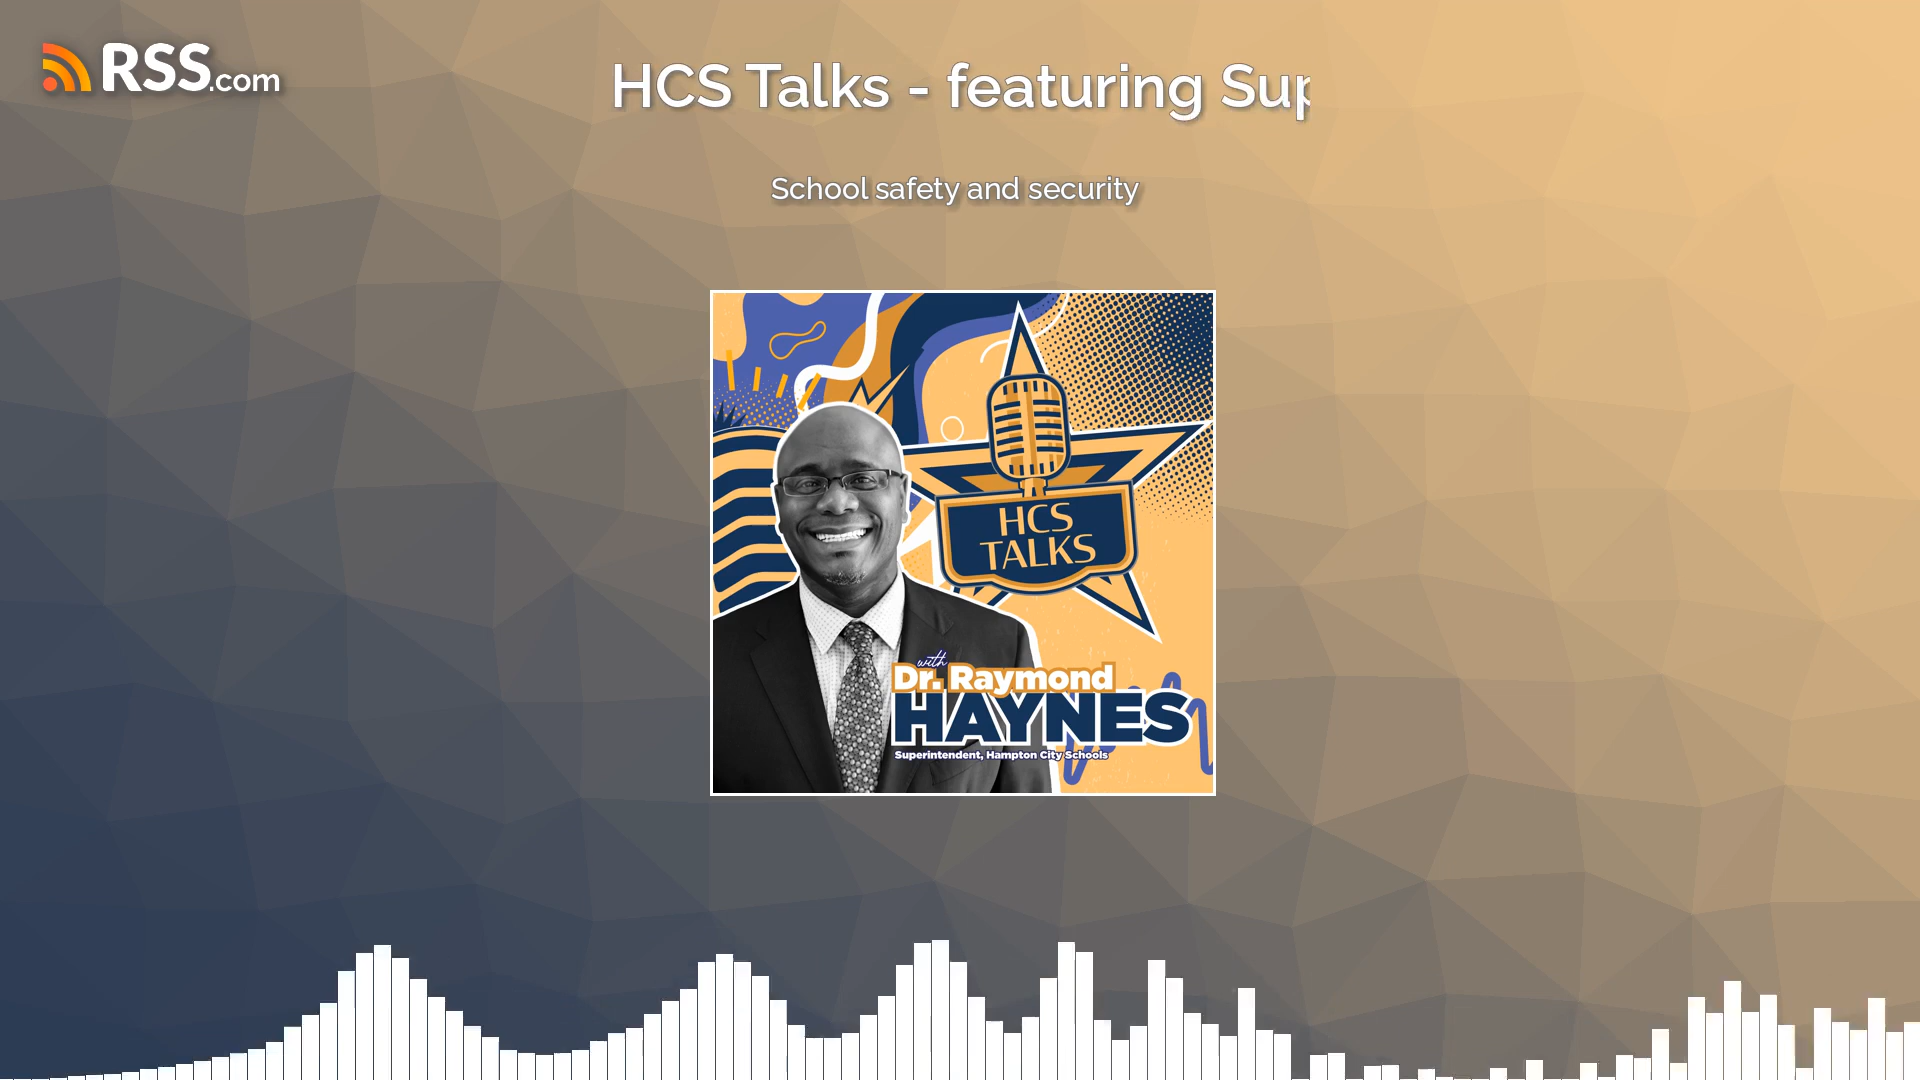 RSS.com
HCS Talks - featuring Sup
School safety and security
HCS
TALKS
with
Dr. Raymond
HAYNES
Superintendent, Hampton City Schools